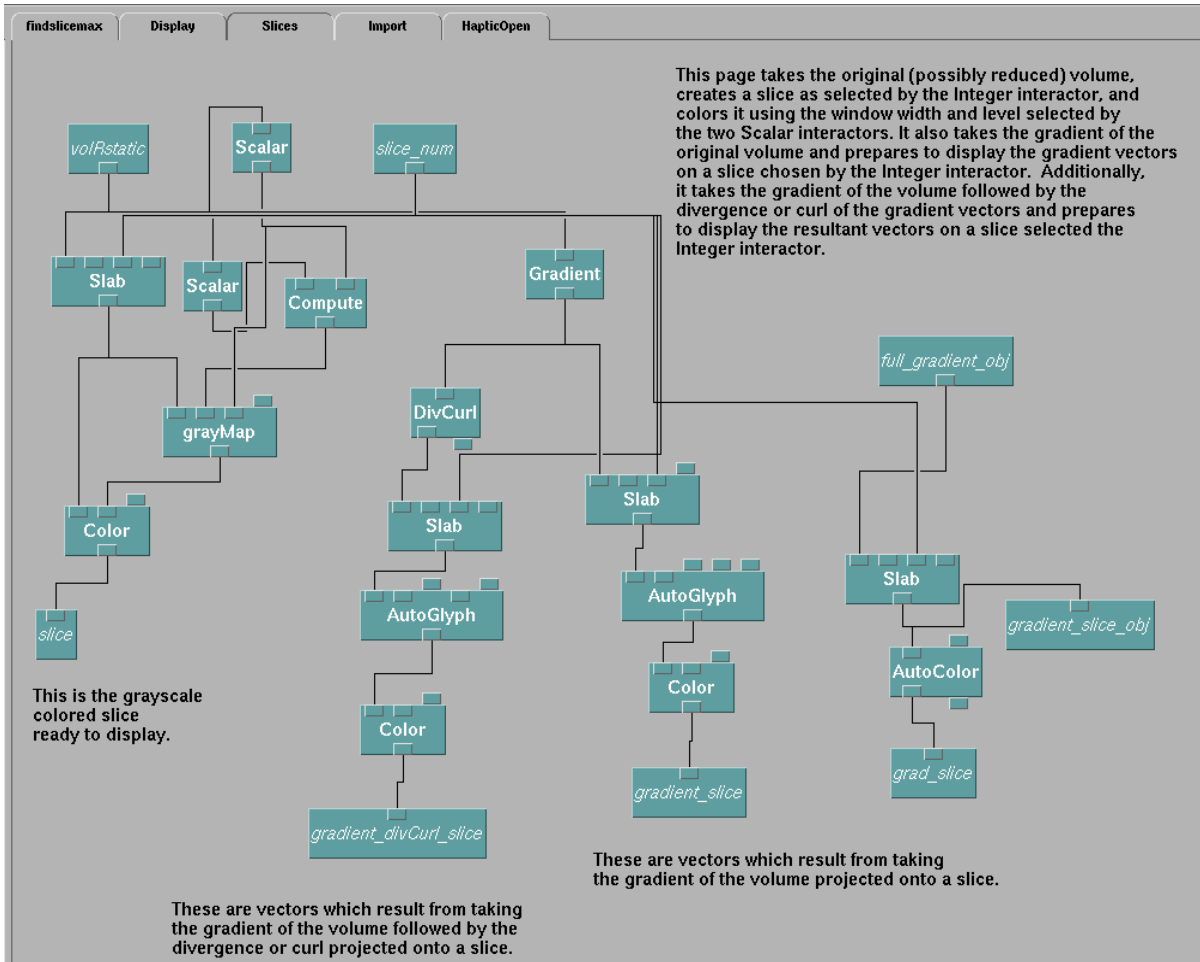 findslicemax Display Slices Import HapticOpen
This page takes the original (possibly reduced) volume,
creates a slice as selected by the Integer interactor, and
colors it using the window width and level selected by
the two Scalar interactors. It also takes the gradient of the
original volume and prepares to display the gradient vectors
on a slice chosen by the Integer interactor. Additionally,
it takes the gradient of the volume followed by the
divergence or curl of the gradient vectors and prepares
to display the resultant vectors on a slice selected the
Integer interactor.
volRstatic
Scalar
slice_num
Slab
Scalar
Compute
Gradient
full_gradient_obj
DivCurl
grayMap
Slab
Color
Slab
Slab
AutoGlyph
AutoGlyph
slice
gradient_slice_obj
AutoColor
Color
Color
This is the grayscale
colored slice
ready to display.
grad_slice
gradient_slice
gradient_divCurl_slice
These are vectors which result from taking
the gradient of the volume projected onto a slice.
These are vectors which result from taking
the gradient of the volume followed by the
divergence or curl projected onto a slice.